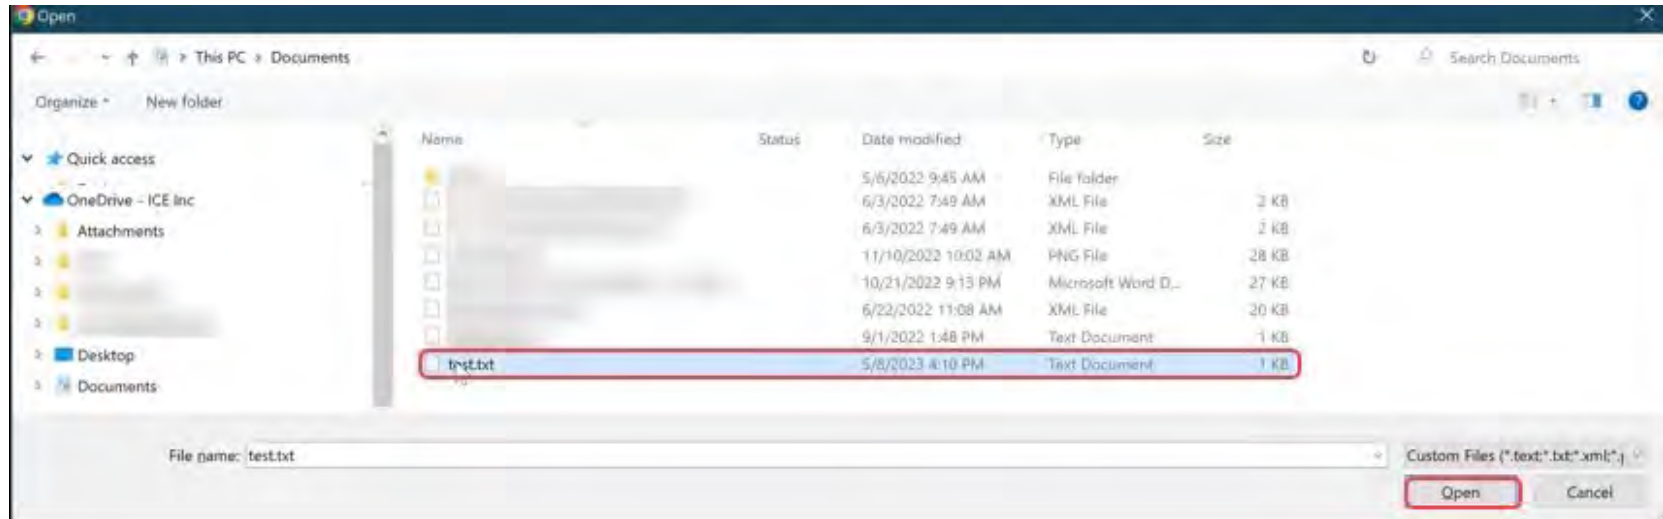 Open
This PC > Documents
Search Documents
Organize
New folder
Name Status Date modified Type Size
Quick access
5/6/2022 9:45 AM File folder
OneDrive - ICE Inc
6/3/2022 7:49 AM XML File 2 KB
Attachments
6/3/2022 7:49 AM XML File 2 KB
11/10/2022 10:02 AM PNG File 28 KB
10/21/2022 9:13 PM Microsoft Word D... 27 KB
6/22/2022 11:08 AM XML File 20 KB
9/1/2022 1:48 PM Text Document 1 KB
Desktop
test.txt 5/8/2023 4:10 PM Text Document 1 KB
Documents
File name: test.txt
Custom Files (*.text;*.txt;*.xml;*.j
Open Cancel